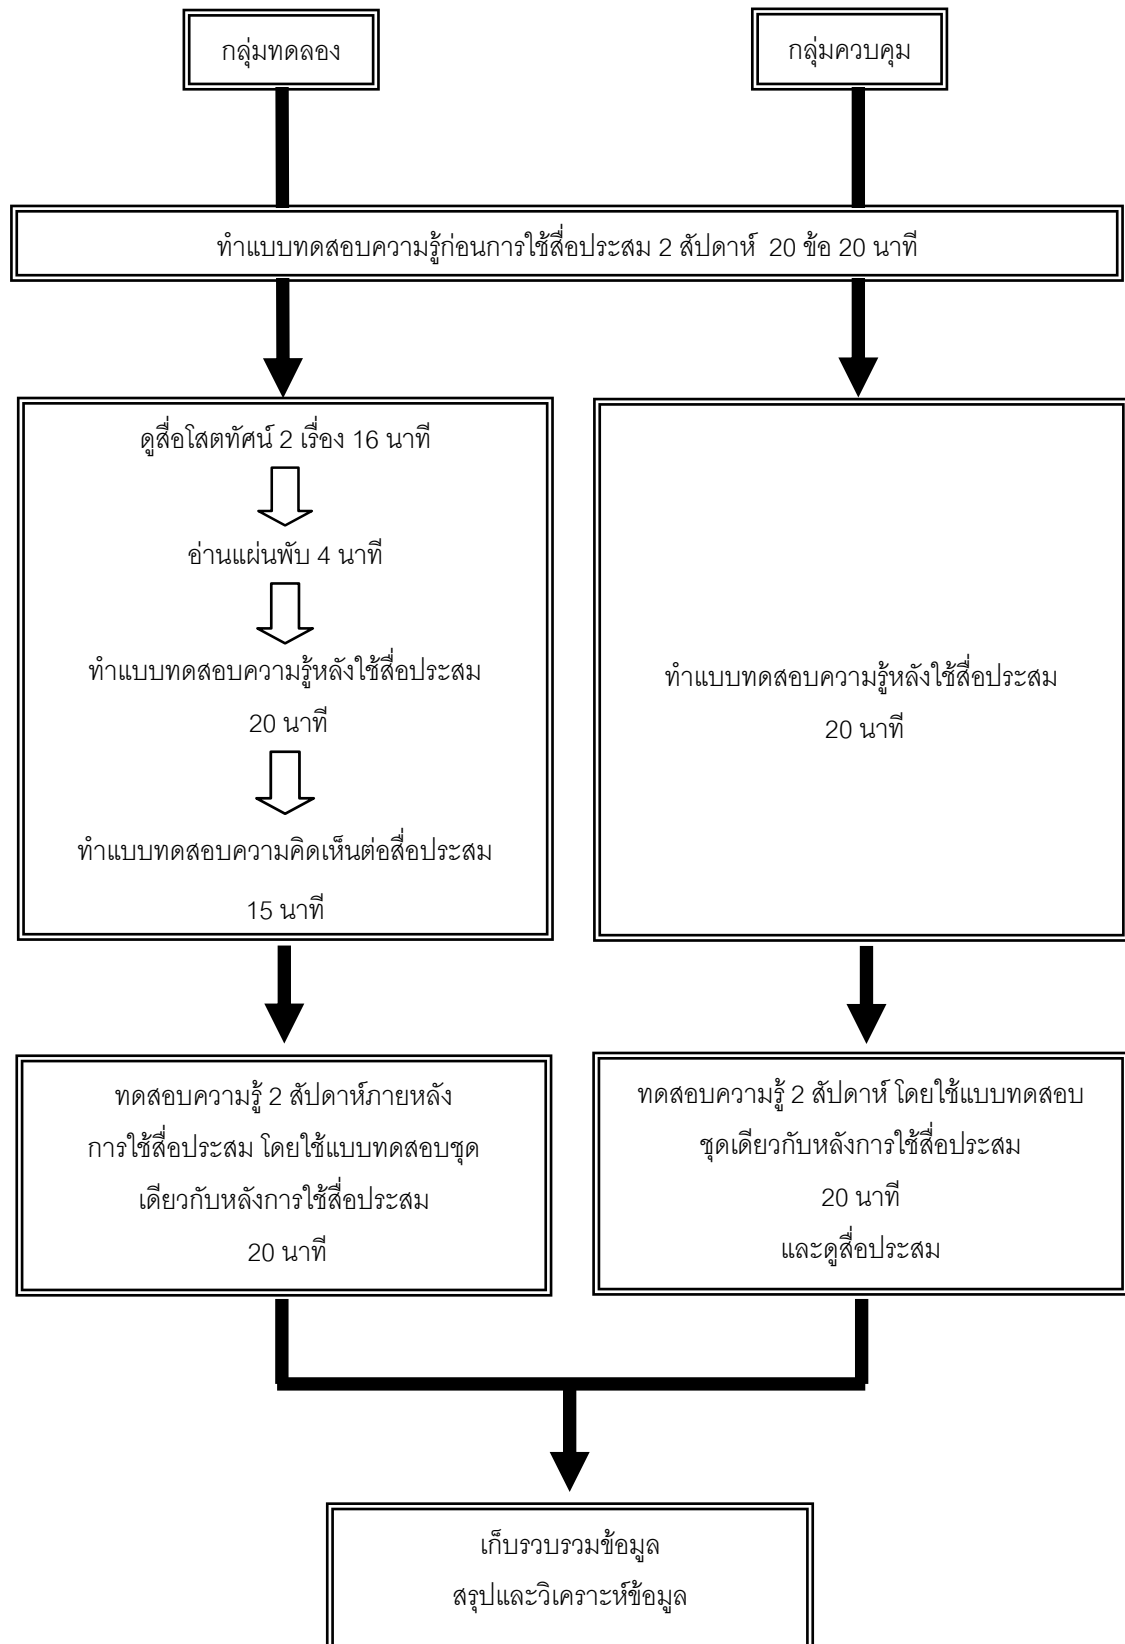 กลุ่มทดลอง
กลุ่มควบคุม
ทำแบบทดสอบความรู้ก่อนการใช้สื่อประสม 2 สัปดาห์ 20 ข้อ 20 นาที
ดูสื่อโสตทัศน์ 2 เรื่อง 16 นาที
อ่านแผ่นพับ 4 นาที
ทำแบบทดสอบความรู้หลังใช้สื่อประสม
20 นาที
ทำแบบทดสอบความคิดเห็นต่อสื่อประสม
15 นาที
ทำแบบทดสอบความรู้หลังใช้สื่อประสม
20 นาที
ทดสอบความรู้ 2 สัปดาห์ภายหลัง
การใช้สื่อประสม โดยใช้แบบทดสอบชุด
เดียวกับหลังการใช้สื่อประสม
20 นาที
ทดสอบความรู้ 2 สัปดาห์ โดยใช้แบบทดสอบ
ชุดเดียวกับหลังการใช้สื่อประสม
20 นาที
และดูสื่อประสม
เก็บรวบรวมข้อมูล
สรุปและวิเคราะห์ข้อมูล